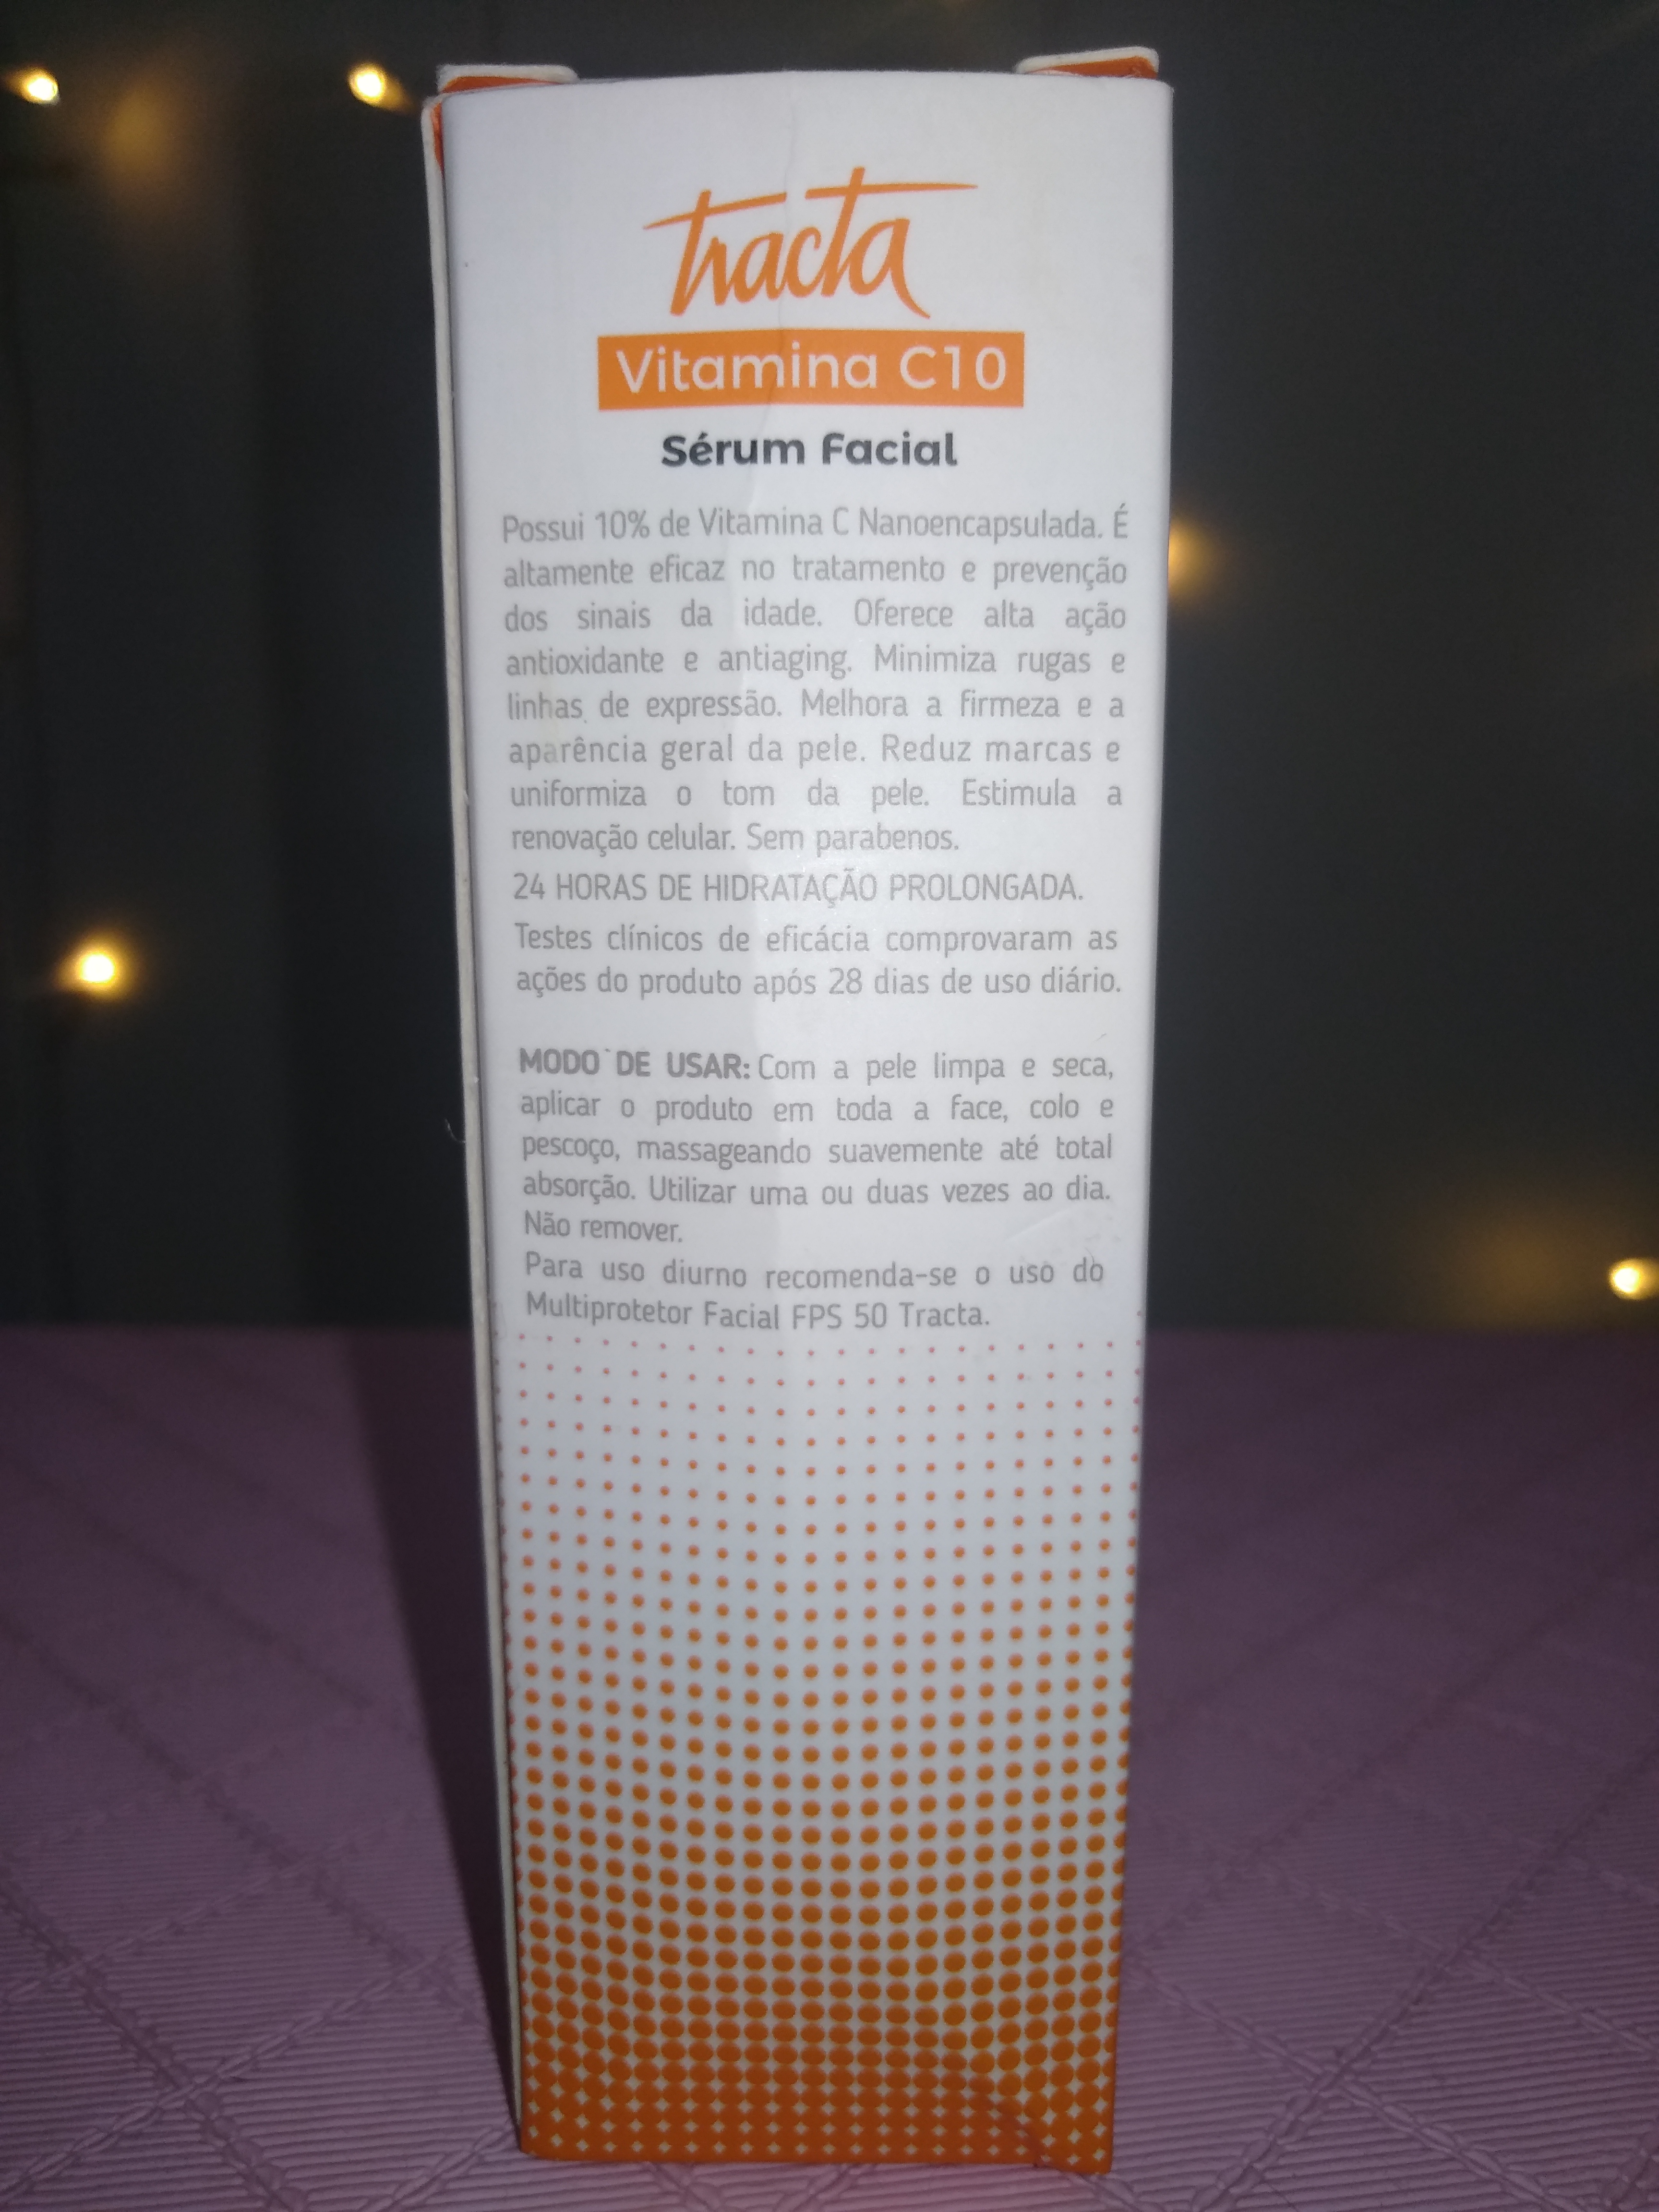 Tracta
Vitamina C10
Sérum Facial
Possui 10% de Vitamina C Nanoencapsulada. É
altamente eficaz no tratamento e prevenção
dos sinais da idade. Oferece alta ação
antioxidante e antiaging. Minimiza rugas e
linhas de expressão. Melhora a firmeza e a
aparência geral da pele. Reduz marcas e
uniformiza o tom da pele. Estimula a
renovação celular. Sem parabenos.
24 HORAS DE HIDRATAÇÃO PROLONGADA.
Testes clínicos de eficácia comprovaram as
ações do produto após 28 dias de uso diário.
MODO DE USAR: Com a pele limpa e seca,
aplicar o produto em toda a face, colo e
pescoço, massageando suavemente até total
absorção. Utilizar uma ou duas vezes ao dia.
Não remover.
Para uso diurno recomenda-se o uso do
Multiprotetor Facial FPS 50 Tracta.